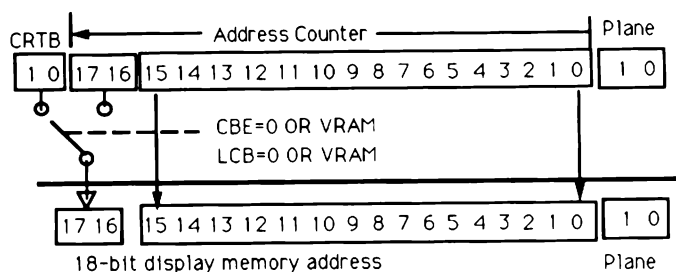 CRTB Address Counter Plane
1 0 17 16 15 14 13 12 11 10 9 8 7 6 5 4 3 2 1 0 1 0
CBE=0 OR VRAM
LCB=0 OR VRAM
17 16 15 14 13 12 11 10 9 8 7 6 5 4 3 2 1 0 1 0
18-bit display memory address Plane